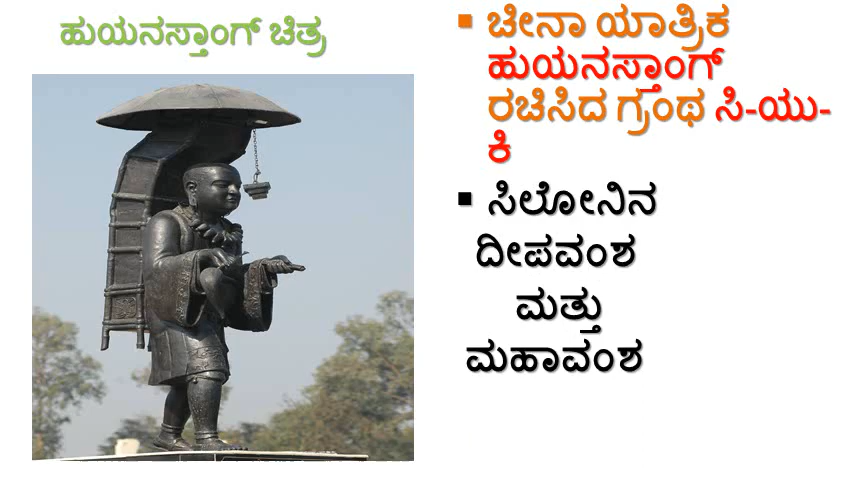 ಹುಯನಸ್ತಾಂಗ್ ಚಿತ್ರ
▪ ಚೀನಾ ಯಾತ್ರಿಕ
ಹುಯನಸ್ತಾಂಗ್
ರಚಿಸಿದ ಗ್ರಂಥ ಸಿ-ಯು-
ಕಿ
▪ ಸಿಲೋನಿನ
ದೀಪವಂಶ
ಮತ್ತು
ಮಹಾವಂಶ